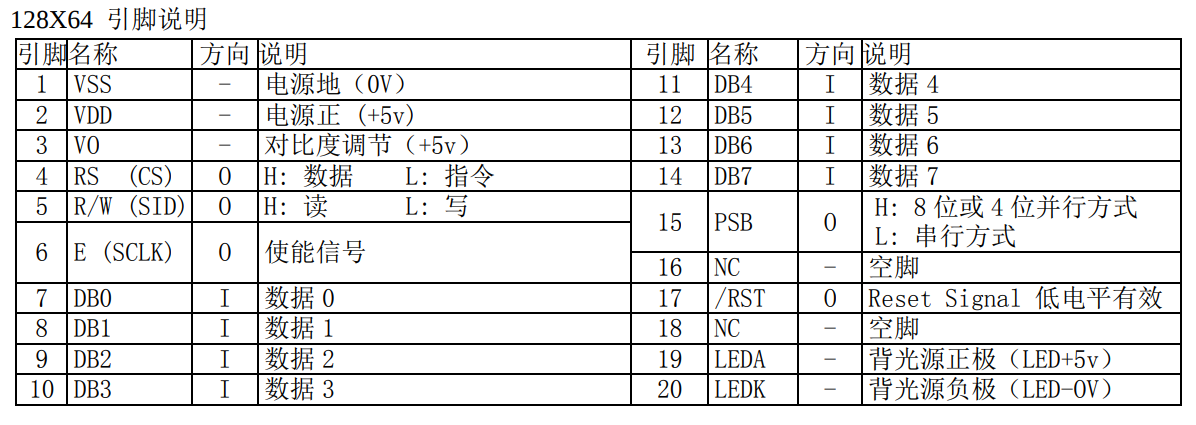 128X64 引脚说明
引脚 名称 方向 说明 引脚 名称 方向 说明
1 VSS - 电源地（0V） 11 DB4 I 数据 4
2 VDD - 电源正 (+5v) 12 DB5 I 数据 5
3 VO - 对比度调节（+5v） 13 DB6 I 数据 6
4 RS (CS) O H: 数据 L: 指令 14 DB7 I 数据 7
5 R/W (SID) O H: 读 L: 写 15 PSB O H: 8 位或 4 位并行方式
L: 串行方式
6 E (SCLK) O 使能信号 16 NC - 空脚
7 DB0 I 数据 0 17 /RST O Reset Signal 低电平有效
8 DB1 I 数据 1 18 NC - 空脚
9 DB2 I 数据 2 19 LEDA - 背光源正极（LED+5v）
10 DB3 I 数据 3 20 LEDK - 背光源负极（LED-OV）